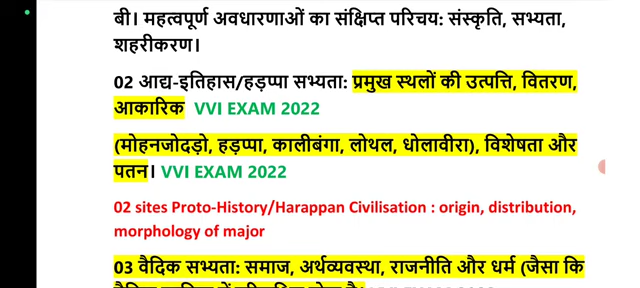 बी। महत्वपूर्ण अवधारणाओं का संक्षिप्त परिचय: संस्कृति, सभ्यता,
शहरीकरण।
02 आद्य-इतिहास/हड़प्पा सभ्यता: प्रमुख स्थलों की उत्पत्ति, वितरण,
आकारिक VVI EXAM 2022
(मोहनजोदड़ो, हड़प्पा, कालीबंगा, लोथल, धोलावीरा), विशेषता और
पतन। VVI EXAM 2022
02 sites Proto-History/Harappan Civilisation : origin, distribution,
morphology of major
03 वैदिक सभ्यता: समाज, अर्थव्यवस्था, राजनीति और धर्म (जैसा कि